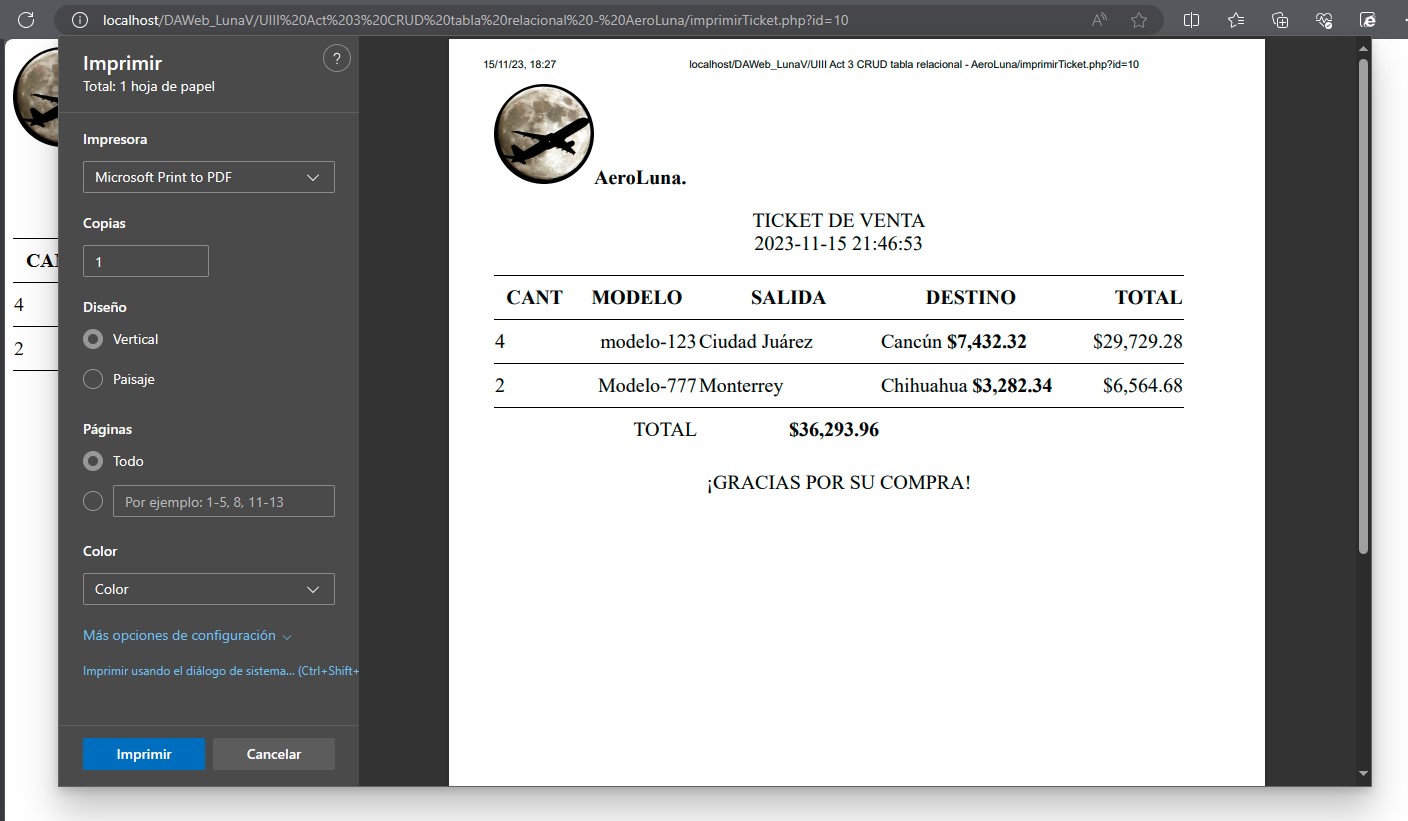 localhost/DAWeb_LunaV/UIII%20Act%203%20CRUD%20tabla%20relacional%20-%20AeroLuna/imprimirTicket.php?id=10
Imprimir
Total: 1 hoja de papel
?
Impresora
Microsoft Print to PDF
Copias
1
Diseño
Vertical
Paisaje
Páginas
Todo
Por ejemplo: 1-5, 8, 11-13
Color
Color
Más opciones de configuración
Imprimir usando el diálogo de sistema... (Ctrl+Shift+
Imprimir
Cancelar
15/11/23, 18:27
localhost/DAWeb_LunaV/UIII Act 3 CRUD tabla relacional - AeroLuna/imprimirTicket.php?id=10
AeroLuna.
TICKET DE VENTA
2023-11-15 21:46:53
CANT MODELO SALIDA DESTINO TOTAL
4 modelo-123 Ciudad Juárez Cancún $7,432.32 $29,729.28
2 Modelo-777 Monterrey Chihuahua $3,282.34 $6,564.68
TOTAL $36,293.96
¡GRACIAS POR SU COMPRA!
4
2